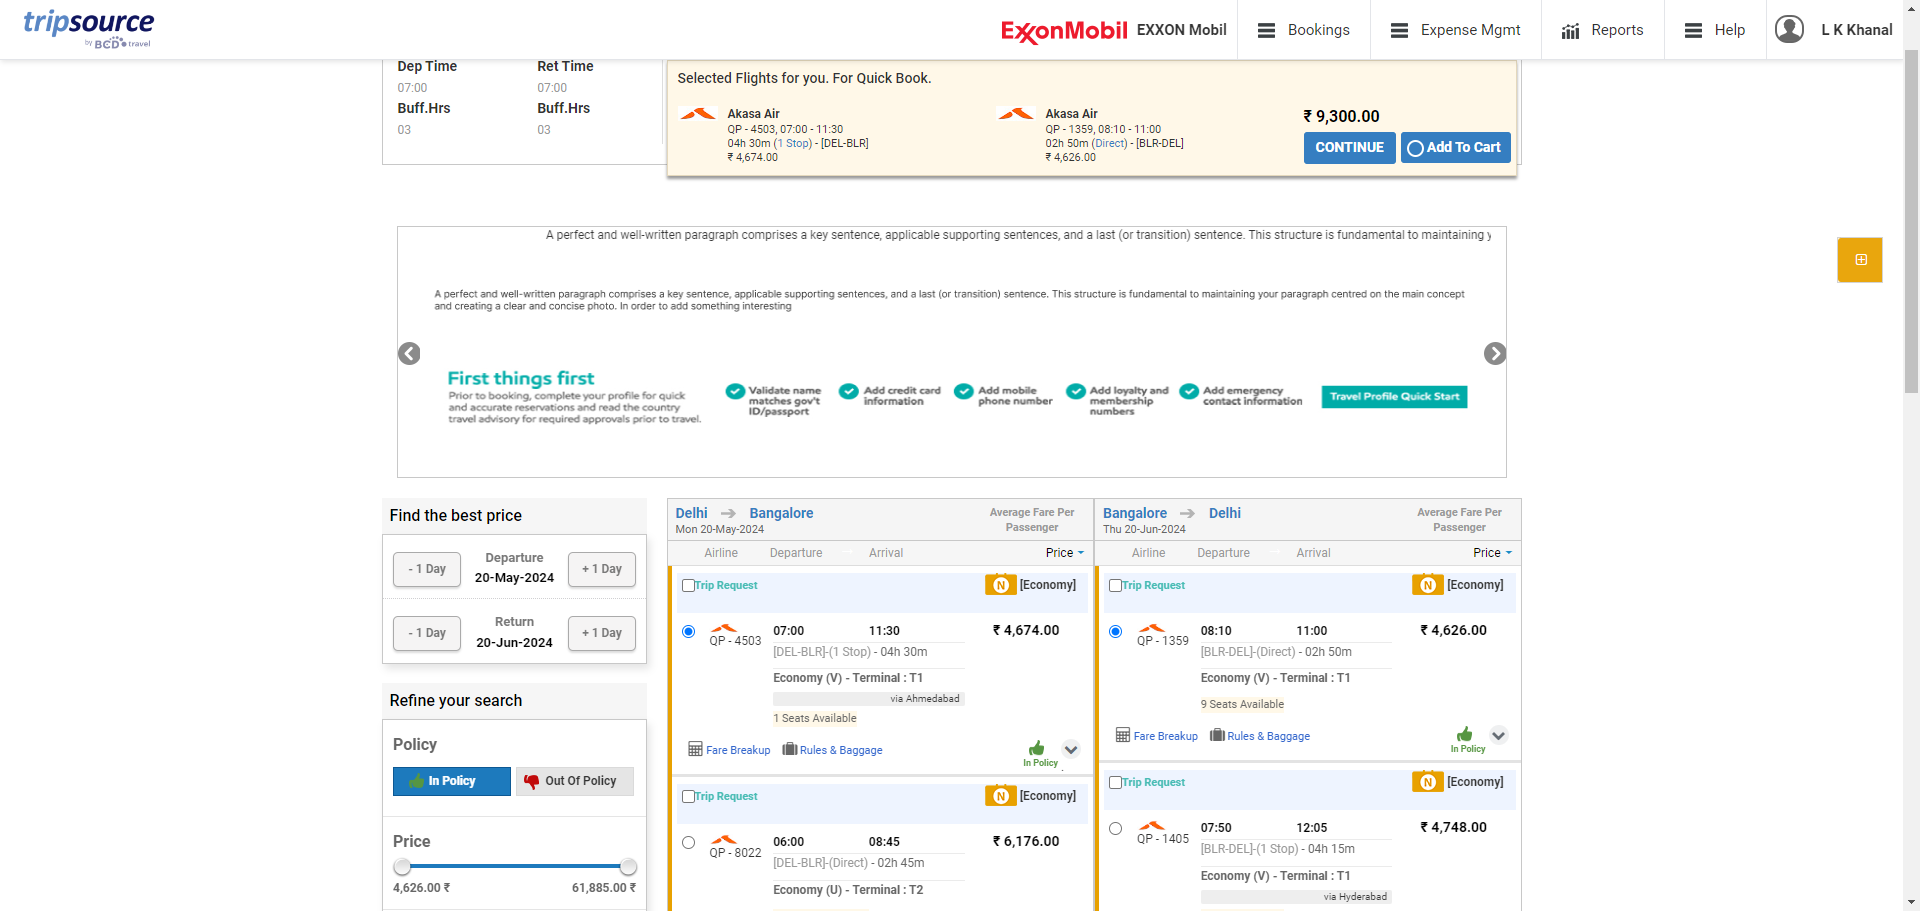 tripsource
by BCD travel
ExxonMobil EXXON Mobil
Bookings
Expense Mgmt
Reports
Help
L K Khanal
Dep Time Ret Time
07:00 07:00
Buff.Hrs Buff.Hrs
03 03
Selected Flights for you. For Quick Book.
Akasa Air
QP - 4503, 07:00 - 11:30
04h 30m (1 Stop) - [DEL-BLR]
₹ 4,674.00
Akasa Air
QP - 1359, 08:10 - 11:00
02h 50m (Direct) - [BLR-DEL]
₹ 4,626.00
₹ 9,300.00
CONTINUE Add To Cart
A perfect and well-written paragraph comprises a key sentence, applicable supporting sentences, and a last (or transition) sentence. This structure is fundamental to maintaining
A perfect and well-written paragraph comprises a key sentence, applicable supporting sentences, and a last (or transition) sentence. This structure is fundamental to maintaining your paragraph centred on the main concept
and creating a clear and concise photo. In order to add something interesting
First things first
Prior to booking, complete your profile for quick
and accurate reservations and read the country
travel advisory for required approvals prior to travel.
Validate name
matches gov't
ID/passport
Add credit card
information
Add mobile
phone number
Add loyalty and
membership
numbers
Add emergency
contact information
Travel Profile Quick Start
Find the best price
Departure
- 1 Day 20-May-2024 + 1 Day
Return
- 1 Day 20-Jun-2024 + 1 Day
Refine your search
Policy
In Policy Out Of Policy
Price
4,626.00 ₹ 61,885.00 ₹
Delhi Bangalore
Mon 20-May-2024
Average Fare Per
Passenger
Airline Departure Arrival Price
Trip Request N [Economy]
QP - 4503
07:00 11:30 ₹ 4,674.00
[DEL-BLR]-(1 Stop) - 04h 30m
Economy (V) - Terminal : T1
via Ahmedabad
1 Seats Available
Fare Breakup Rules & Baggage In Policy
Trip Request N [Economy]
QP - 8022
06:00 08:45 ₹ 6,176.00
[DEL-BLR]-(Direct) - 02h 45m
Economy (U) - Terminal : T2
Bangalore Delhi
Thu 20-Jun-2024
Average Fare Per
Passenger
Airline Departure Arrival Price
Trip Request N [Economy]
QP - 1359
08:10 11:00 ₹ 4,626.00
[BLR-DEL]-(Direct) - 02h 50m
Economy (V) - Terminal : T1
9 Seats Available
Fare Breakup Rules & Baggage In Policy
Trip Request N [Economy]
QP - 1405
07:50 12:05 ₹ 4,748.00
[BLR-DEL]-(1 Stop) - 04h 15m
Economy (V) - Terminal : T1
via Hyderabad